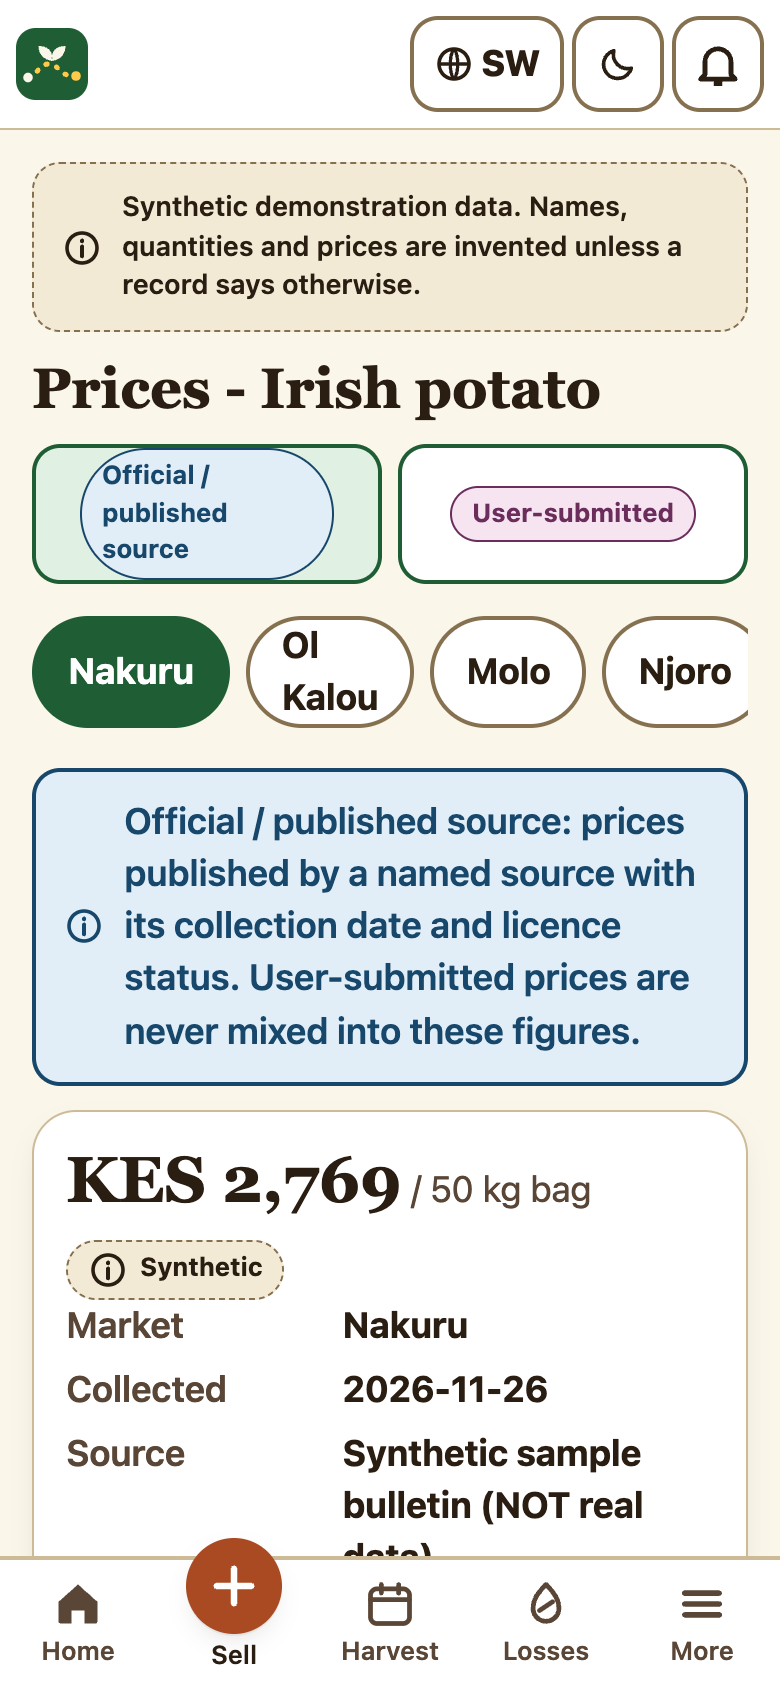 SW
Synthetic demonstration data. Names,
quantities and prices are invented unless a
record says otherwise.
Prices - Irish potato
Official /
published
source
User-submitted
Nakuru
Ol
Kalou
Molo
Njoro
Official / published source: prices
published by a named source with
its collection date and licence
status. User-submitted prices are
never mixed into these figures.
KES 2,769 / 50 kg bag
Synthetic
Market Nakuru
Collected 2026-11-26
Source Synthetic sample
bulletin (NOT real
data)
Home
Sell
Harvest
Losses
More